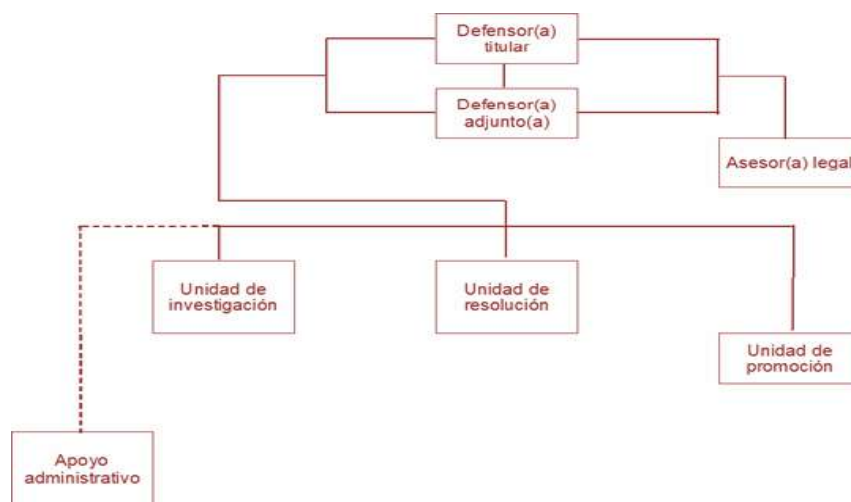 Defensor(a)
titular
Defensor(a)
adjunto(a)
Asesor(a) legal
Unidad de
investigación
Unidad de
resolución
Unidad de
promoción
Apoyo
administrativo